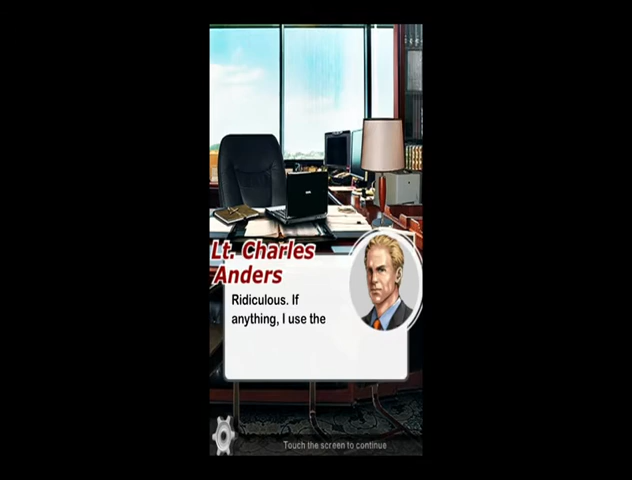 Lt. Charles
Anders
Ridiculous. If
anything, I use the
Touch the screen to continue